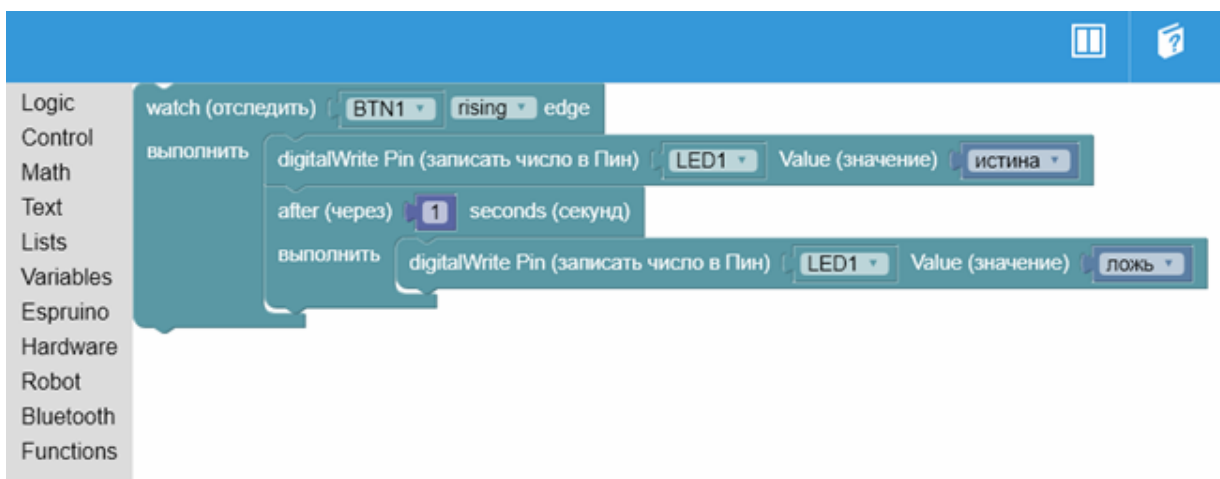 Logic
Control
Math
Text
Lists
Variables
Espruino
Hardware
Robot
Bluetooth
Functions
watch (отследить) BTN1 rising edge
выполнить
digitalWrite Pin (записать число в Пин) LED1 Value (значение) истина
after (через) 1 seconds (секунд)
выполнить
digitalWrite Pin (записать число в Пин) LED1 Value (значение) ложь